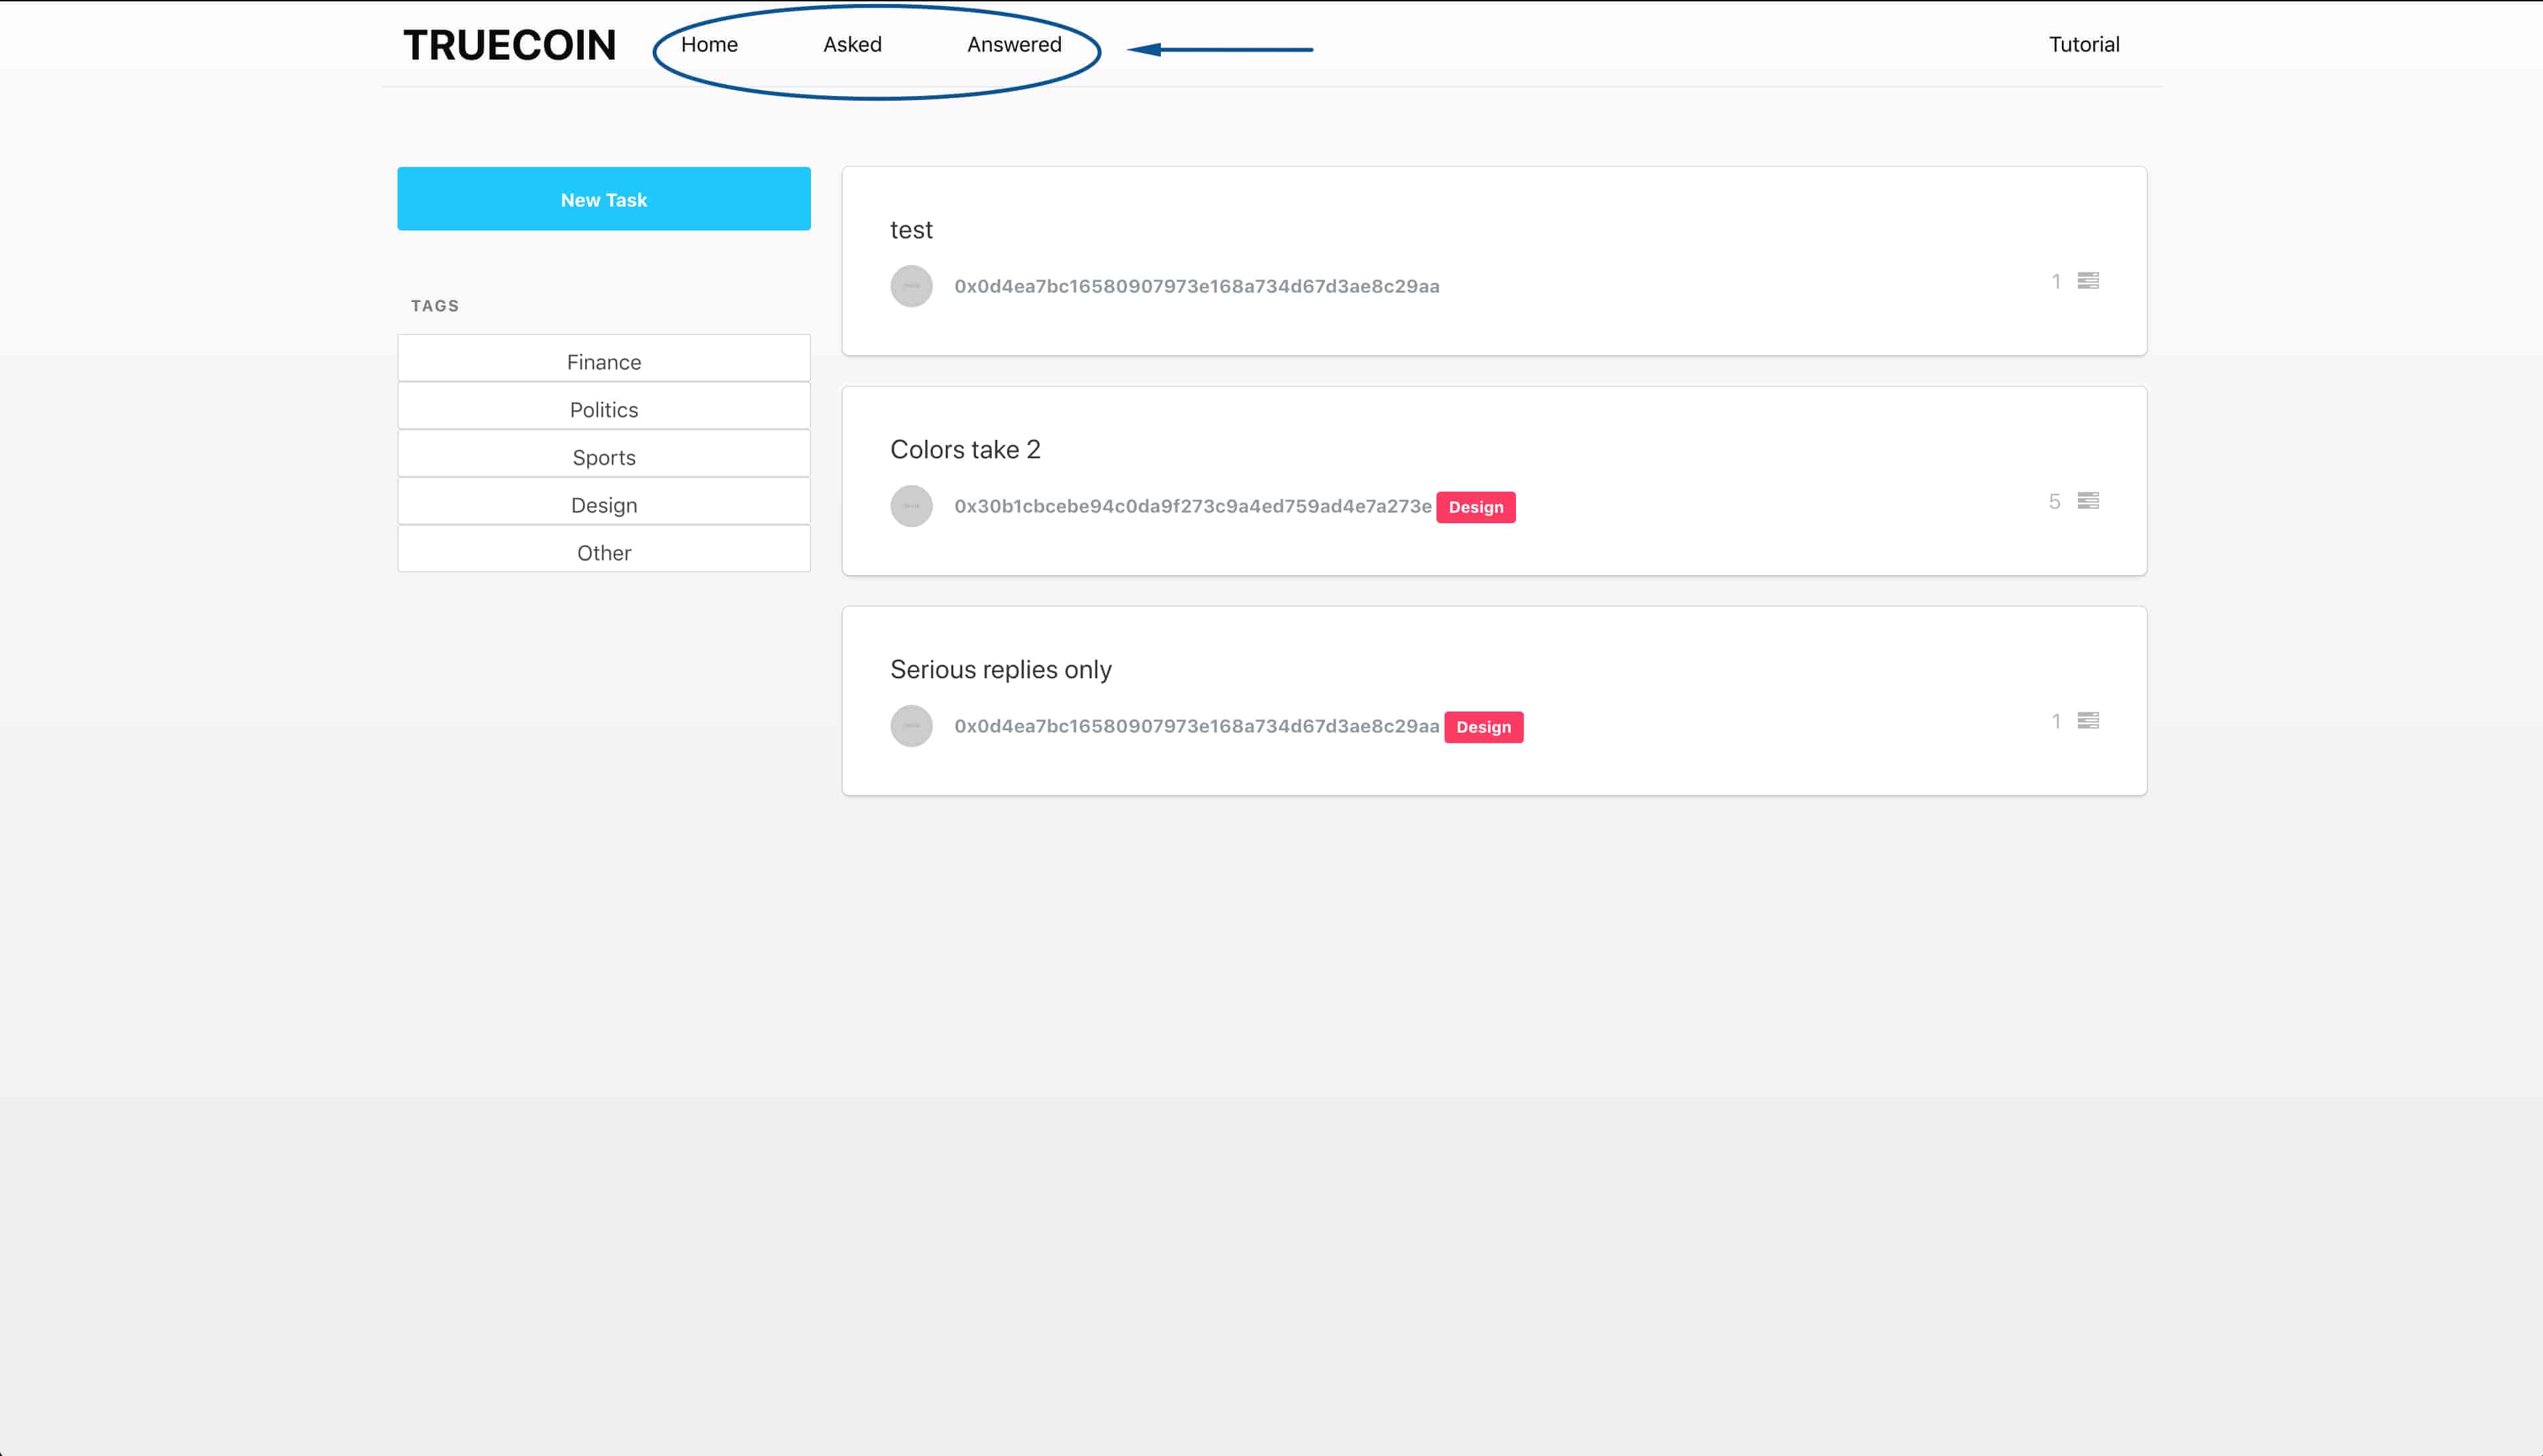 TRUECOIN Home Asked Answered Tutorial
New Task
TAGS
Finance
Politics
Sports
Design
Other
test
0x0d4ea7bc16580907973e168a734d67d3ae8c29aa 1
Colors take 2
0x30b1cbcebe94c0da9f273c9a4ed759ad4e7a273e Design 5
Serious replies only
0x0d4ea7bc16580907973e168a734d67d3ae8c29aa Design 1